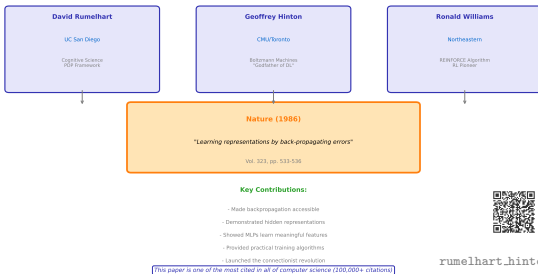 David Rumelhart
UC San Diego
Cognitive Science
PDP Framework
Geoffrey Hinton
CMU/Toronto
Boltzmann Machines
"Godfather of DL"
Ronald Williams
Northeastern
REINFORCE Algorithm
RL Pioneer
Nature (1986)
"Learning representations by back-propagating errors"
Vol. 323, pp. 533-536
Key Contributions:
- Made backpropagation accessible
- Demonstrated hidden representations
- Showed MLPs learn meaningful features
- Provided practical training algorithms
- Launched the connectionist revolution
This paper is one of the most cited in all of computer science (100,000+ citations)
rumelhart_hint